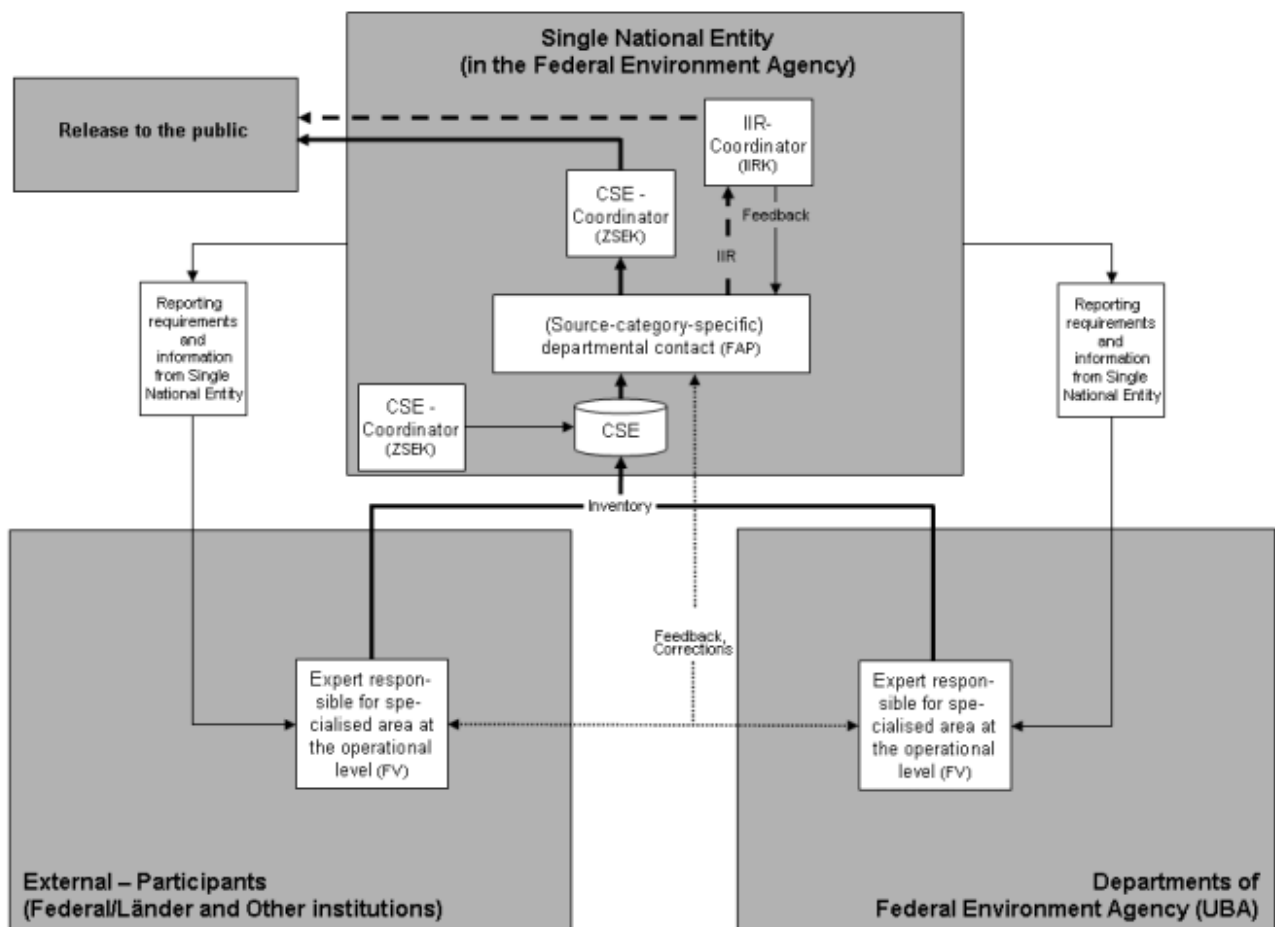 Single National Entity
(in the Federal Environment Agency)
Release to the public
IIR-
Coordinator
(IIRK)
CSE -
Coordinator
(ZSEK)
Feedback
IIR
Reporting
requirements
and
information
from Single
National Entity
(Source-category-specific)
departmental contact (FAP)
Reporting
requirements
and
information
from Single
National Entity
CSE -
Coordinator
(ZSEK)
CSE
Inventory
Feedback,
Corrections
Expert respon-
sible for spe-
cialised area at
the operational
level (FV)
Expert respon-
sible for spe-
cialised area at
the operational
level (FV)
External – Participants
(Federal/Länder and Other institutions)
Departments of
Federal Environment Agency (UBA)